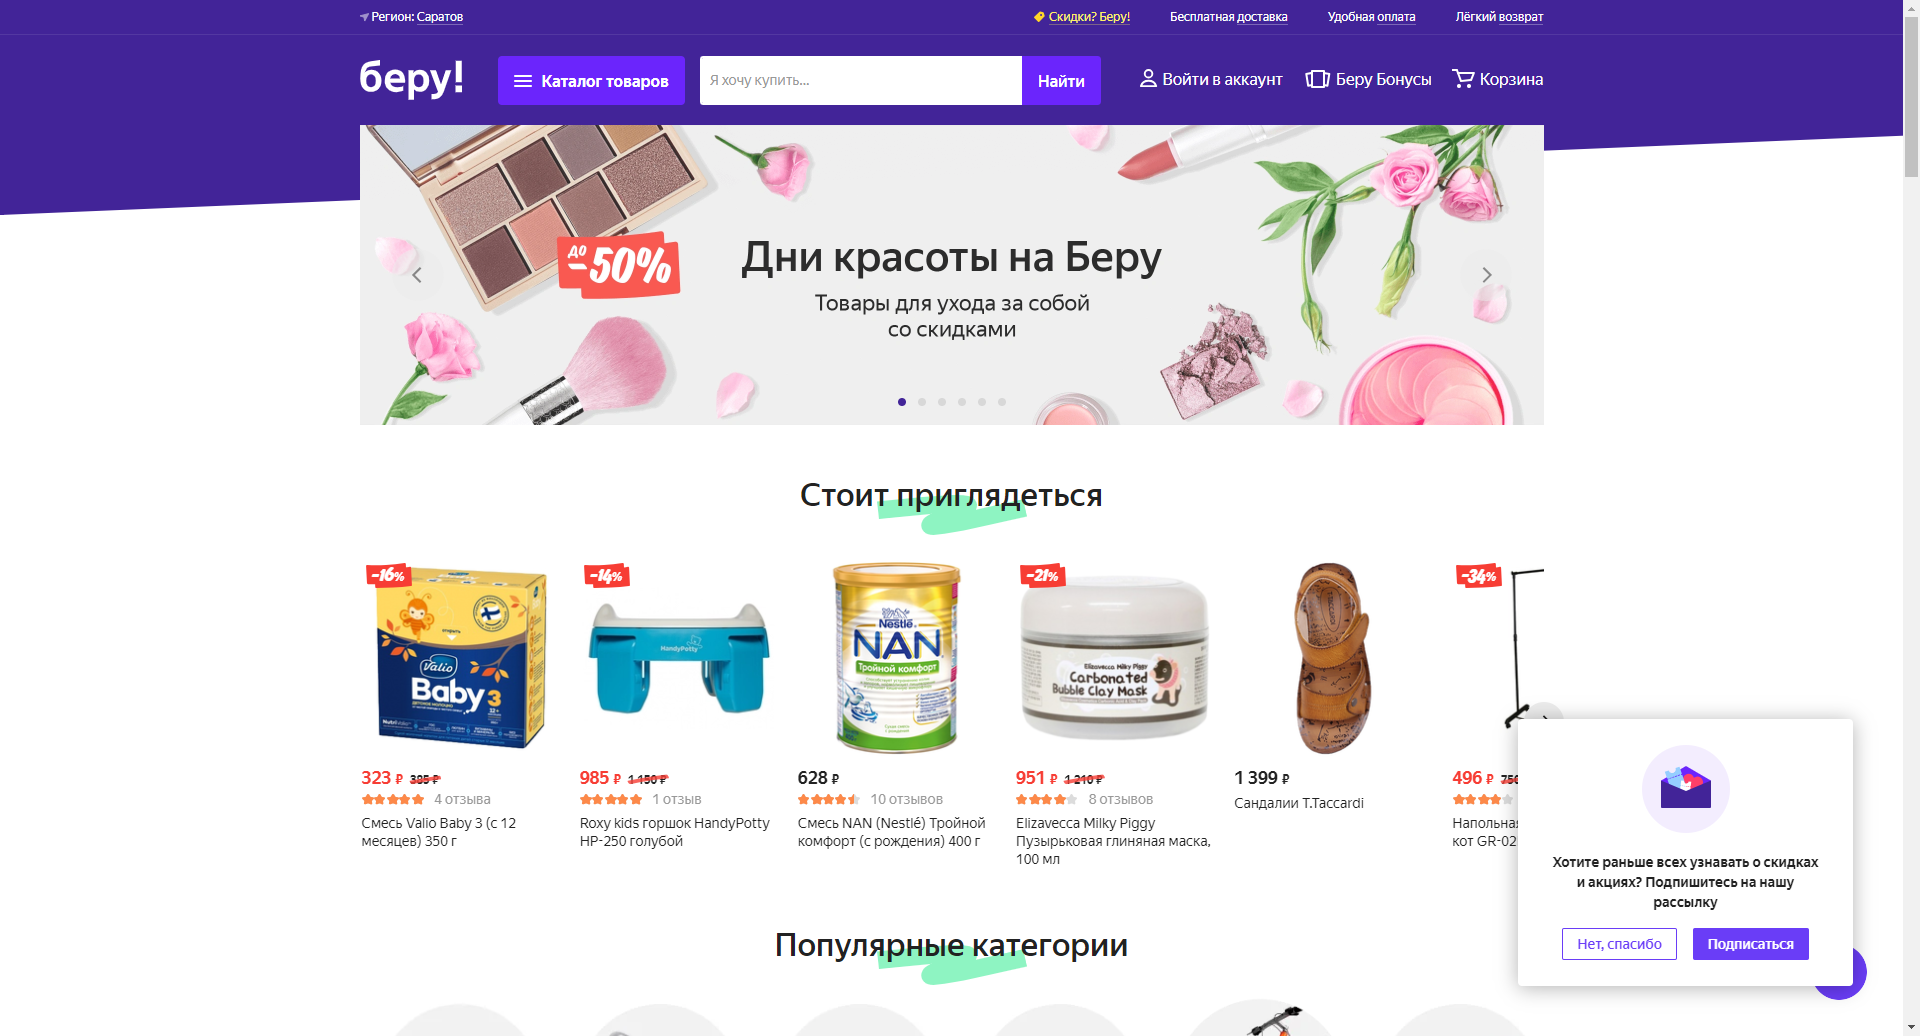 Регион: Саратов
Скидки? Беру!
Бесплатная доставка
Удобная оплата
Лёгкий возврат
беру!
Каталог товаров
Я хочу купить...
Найти
Войти в аккаунт
Беру Бонусы
Корзина
до
-50%
Дни красоты на Беру
Товары для ухода за собой
со скидками
Стоит приглядеться
-16%
-14%
-21%
-34%
открыть
Valio
Baby 3
12+
HandyPotty
Nestlé
NAN
Тройной комфорт
Elizavecca Milky Piggy
Carbonated
Bubble Clay Mask
323 ₽ 385 ₽
4 отзыва
Смесь Valio Baby 3 (с 12
месяцев) 350 г
985 ₽ 1 150 ₽
1 отзыв
Roxy kids горшок HandyPotty
HP-250 голубой
628 ₽
10 отзывов
Смесь NAN (Nestlé) Тройной
комфорт (с рождения) 400 г
951 ₽ 1 210 ₽
8 отзывов
Elizavecca Milky Piggy
Пузырьковая глиняная маска,
100 мл
1 399 ₽
Сандалии T.Taccardi
496 ₽ 750
Напольная
кот GR-02
Хотите раньше всех узнавать о скидках
и акциях? Подпишитесь на нашу
рассылку
Нет, спасибо
Подписаться
Популярные категории